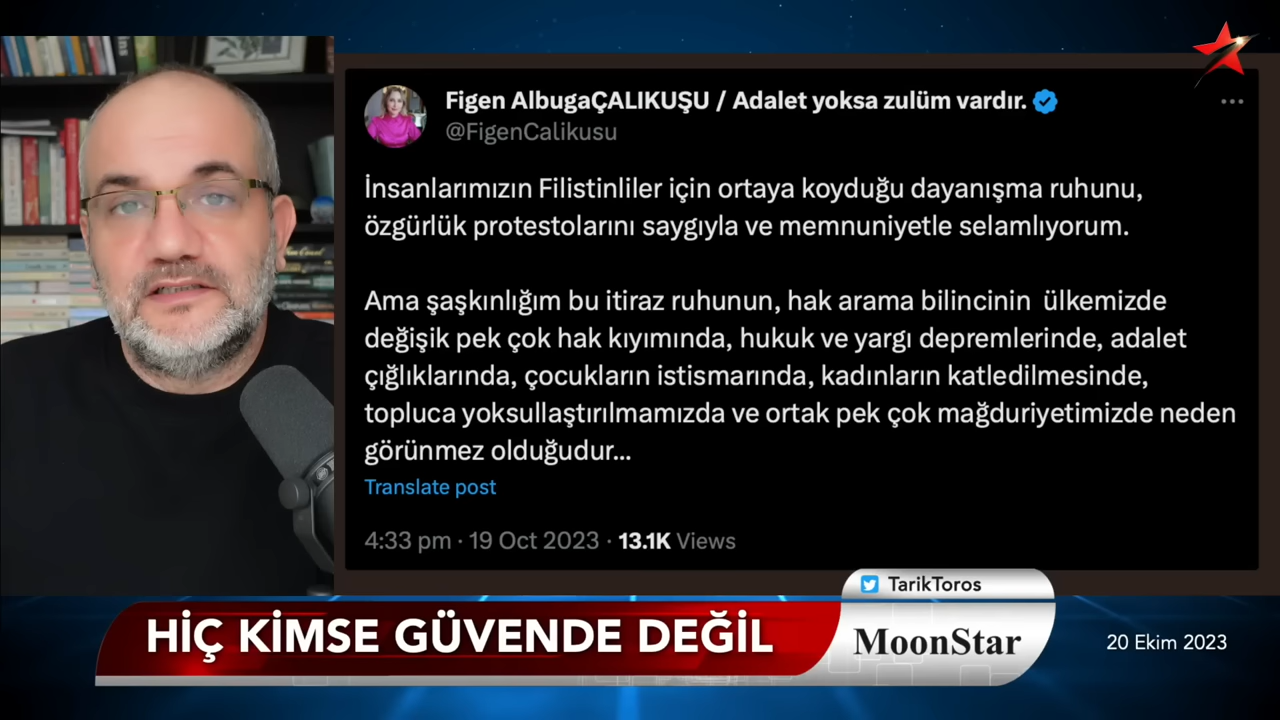 Figen AlbugaÇALIKUŞU / Adalet yoksa zulüm vardır.
@FigenCalikusu
İnsanlarımızın Filistinliler için ortaya koyduğu dayanışma ruhunu,
özgürlük protestolarını saygıyla ve memnuniyetle selamlıyorum.
Ama şaşkınlığım bu itiraz ruhunun, hak arama bilincinin ülkemizde
değişik pek çok hak kıyımında, hukuk ve yargı depremlerinde, adalet
çığlıklarında, çocukların istismarında, kadınların katledilmesinde,
topluca yoksullaştırılmamızda ve ortak pek çok mağduriyetimizde neden
görünmez olduğudur...
Translate post
4:33 pm · 19 Oct 2023 · 13.1K Views
TarikToros
HİÇ KİMSE GÜVENDE DEĞİL
MoonStar
20 Ekim 2023